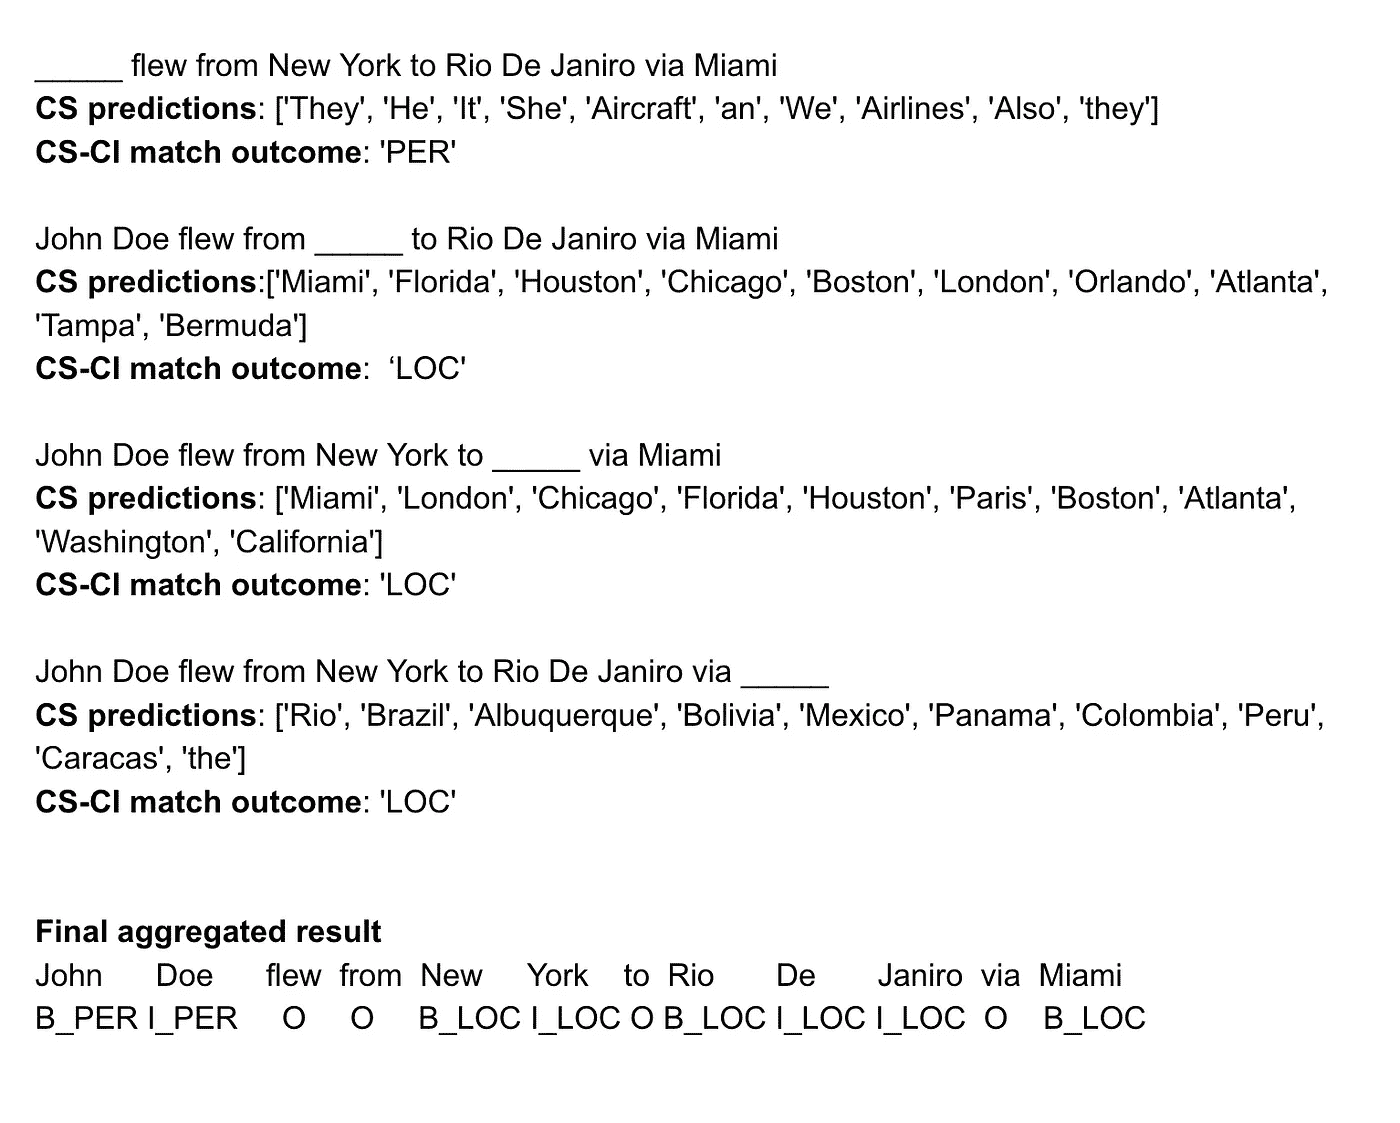 _____ flew from New York to Rio De Janiro via Miami
CS predictions: ['They', 'He', 'It', 'She', 'Aircraft', 'an', 'We', 'Airlines', 'Also', 'they']
CS-CI match outcome: 'PER'
John Doe flew from _____ to Rio De Janiro via Miami
CS predictions:['Miami', 'Florida', 'Houston', 'Chicago', 'Boston', 'London', 'Orlando', 'Atlanta',
'Tampa', 'Bermuda']
CS-CI match outcome:  ‘LOC'
John Doe flew from New York to _____ via Miami
CS predictions: ['Miami', 'London', 'Chicago', 'Florida', 'Houston', 'Paris', 'Boston', 'Atlanta',
'Washington', 'California']
CS-CI match outcome: 'LOC'
John Doe flew from New York to Rio De Janiro via _____
CS predictions: ['Rio', 'Brazil', 'Albuquerque', 'Bolivia', 'Mexico', 'Panama', 'Colombia', 'Peru',
'Caracas', 'the']
CS-CI match outcome: 'LOC'
Final aggregated result
John Doe flew from New York to Rio De Janiro via Miami
B_PER I_PER O O B_LOC I_LOC O B_LOC I_LOC I_LOC O B_LOC